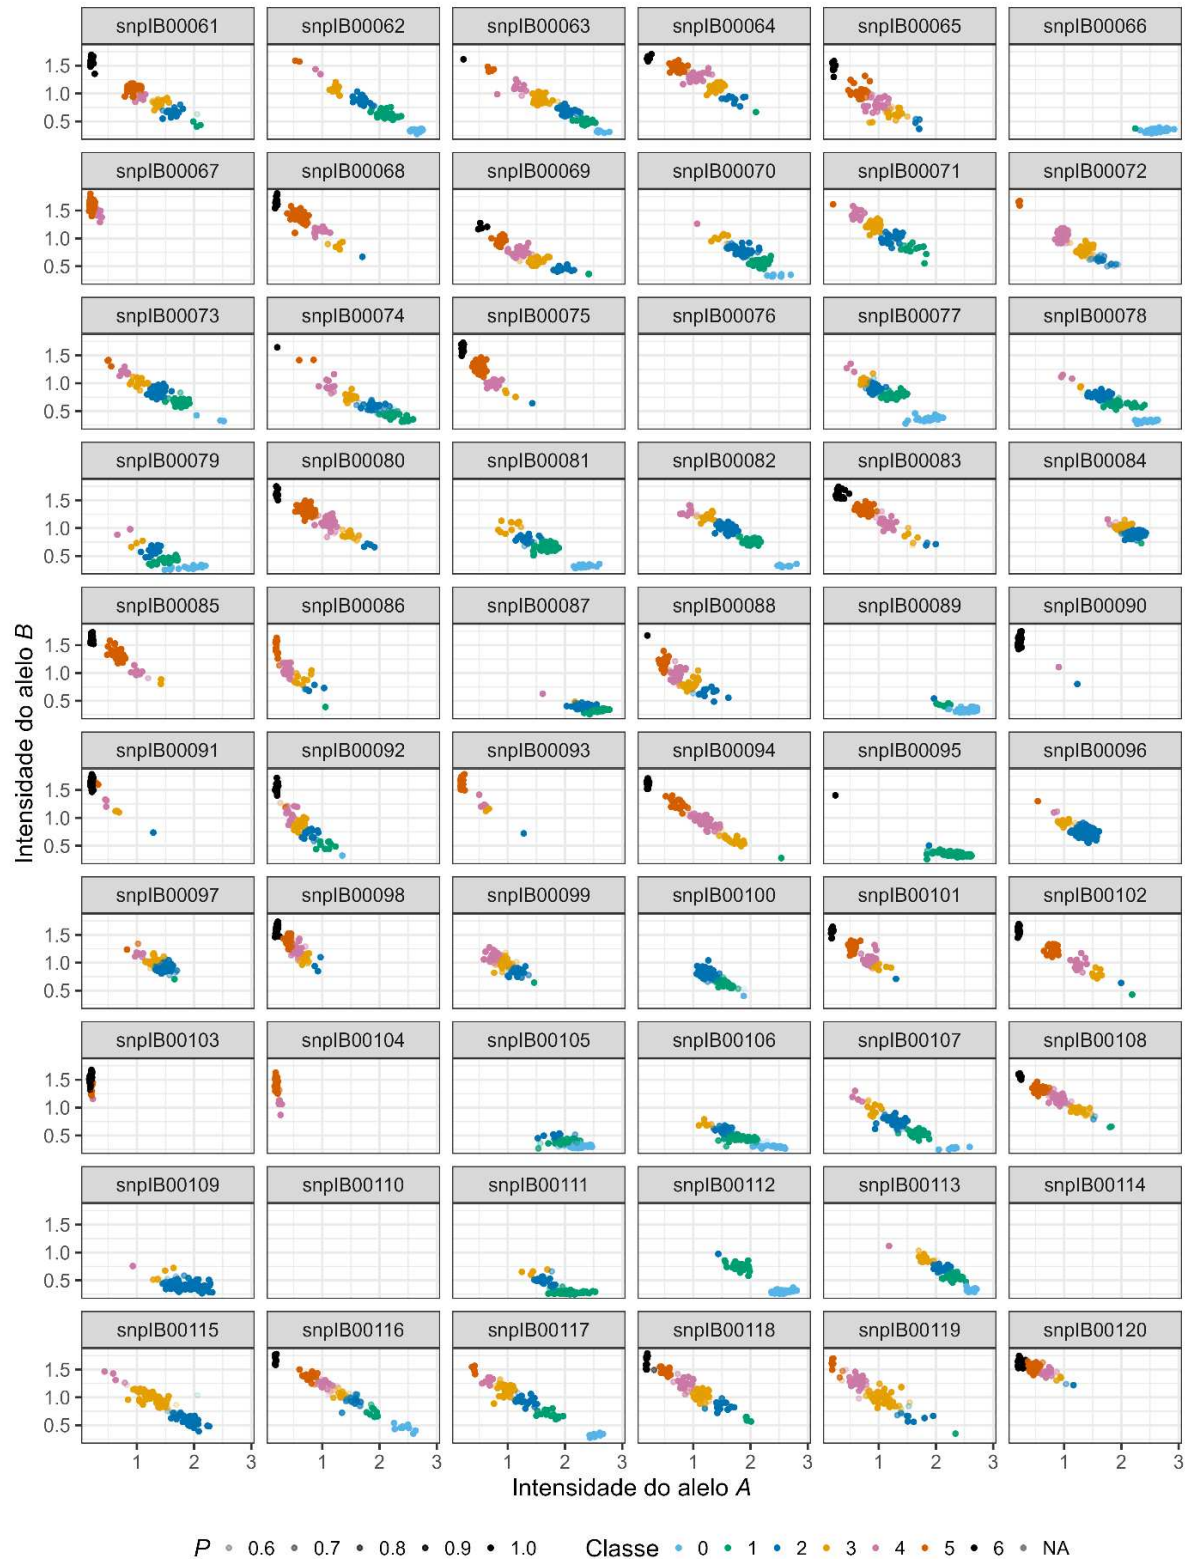 snpIB00061 snpIB00062 snpIB00063 snpIB00064 snpIB00065 snpIB00066
1.5
1.0
0.5
snpIB00067 snpIB00068 snpIB00069 snpIB00070 snpIB00071 snpIB00072
1.5
1.0
0.5
snpIB00073 snpIB00074 snpIB00075 snpIB00076 snpIB00077 snpIB00078
1.5
1.0
0.5
snpIB00079 snpIB00080 snpIB00081 snpIB00082 snpIB00083 snpIB00084
1.5
1.0
0.5
snpIB00085 snpIB00086 snpIB00087 snpIB00088 snpIB00089 snpIB00090
1.5
1.0
0.5
Intensidade do alelo B
snpIB00091 snpIB00092 snpIB00093 snpIB00094 snpIB00095 snpIB00096
1.5
1.0
0.5
snpIB00097 snpIB00098 snpIB00099 snpIB00100 snpIB00101 snpIB00102
1.5
1.0
0.5
snpIB00103 snpIB00104 snpIB00105 snpIB00106 snpIB00107 snpIB00108
1.5
1.0
0.5
snpIB00109 snpIB00110 snpIB00111 snpIB00112 snpIB00113 snpIB00114
1.5
1.0
0.5
snpIB00115 snpIB00116 snpIB00117 snpIB00118 snpIB00119 snpIB00120
1.5
1.0
0.5
1 2 3 1 2 3 1 2 3 1 2 3 1 2 3 1 2 3
Intensidade do alelo A
P 0.6 0.7 0.8 0.9 1.0 Classe 0 1 2 3 4 5 6 NA